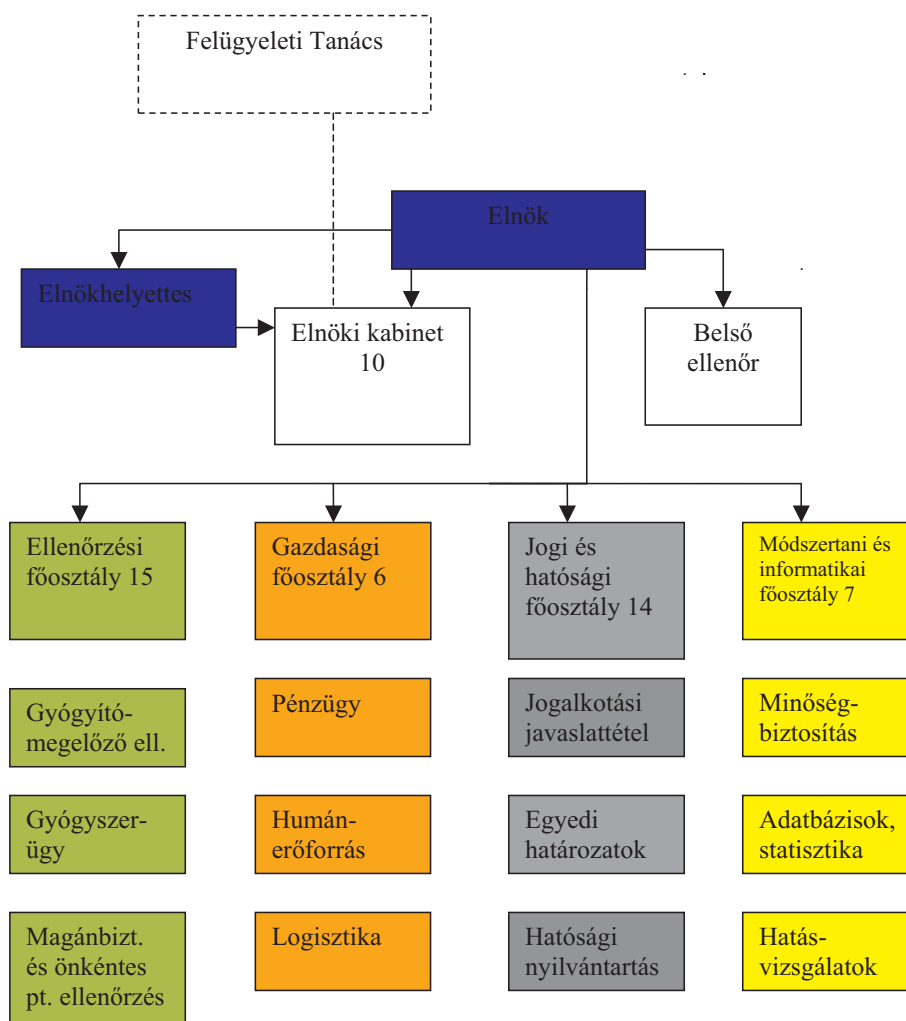 Felügyeleti Tanács
Elnök
Elnökhelyettes
Elnöki kabinet
10
Belső
ellenőr
Ellenőrzési
főosztály 15
Gazdasági
főosztály 6
Jogi és
hatósági
főosztály 14
Módszertani és
informatikai
főosztály 7
Gyógyító-
megelőző ell.
Pénzügy
Jogalkotási
javaslattétel
Minőség-
biztosítás
Gyógyszer-
ügy
Humán-
erőforrás
Egyedi
határozatok
Adatbázisok,
statisztika
Magánbizt.
és önkéntes
pt. ellenőrzés
Logisztika
Hatósági
nyilvántartás
Hatás-
vizsgálatok